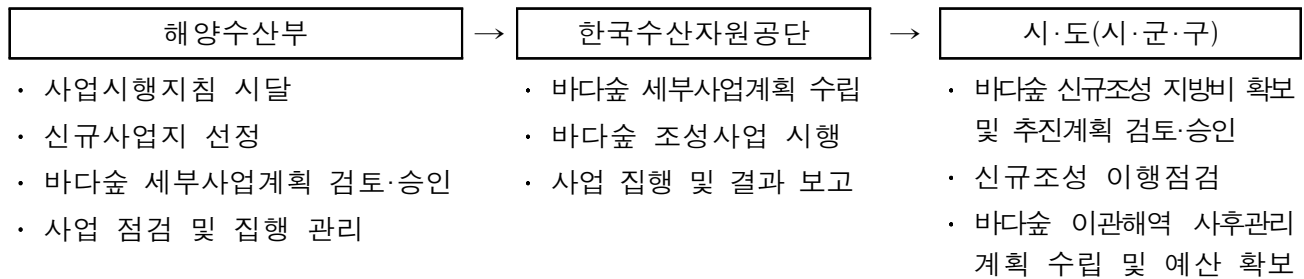 해양수산부
→
한국수산자원공단
→
시·도(시·군·구)
· 사업시행지침 시달
· 신규사업지 선정
· 바다숲 세부사업계획 검토·승인
· 사업 점검 및 집행 관리
· 바다숲 세부사업계획 수립
· 바다숲 조성사업 시행
· 사업 집행 및 결과 보고
· 바다숲 신규조성 지방비 확보
및 추진계획 검토·승인
· 신규조성 이행점검
· 바다숲 이관해역 사후관리
계획 수립 및 예산 확보